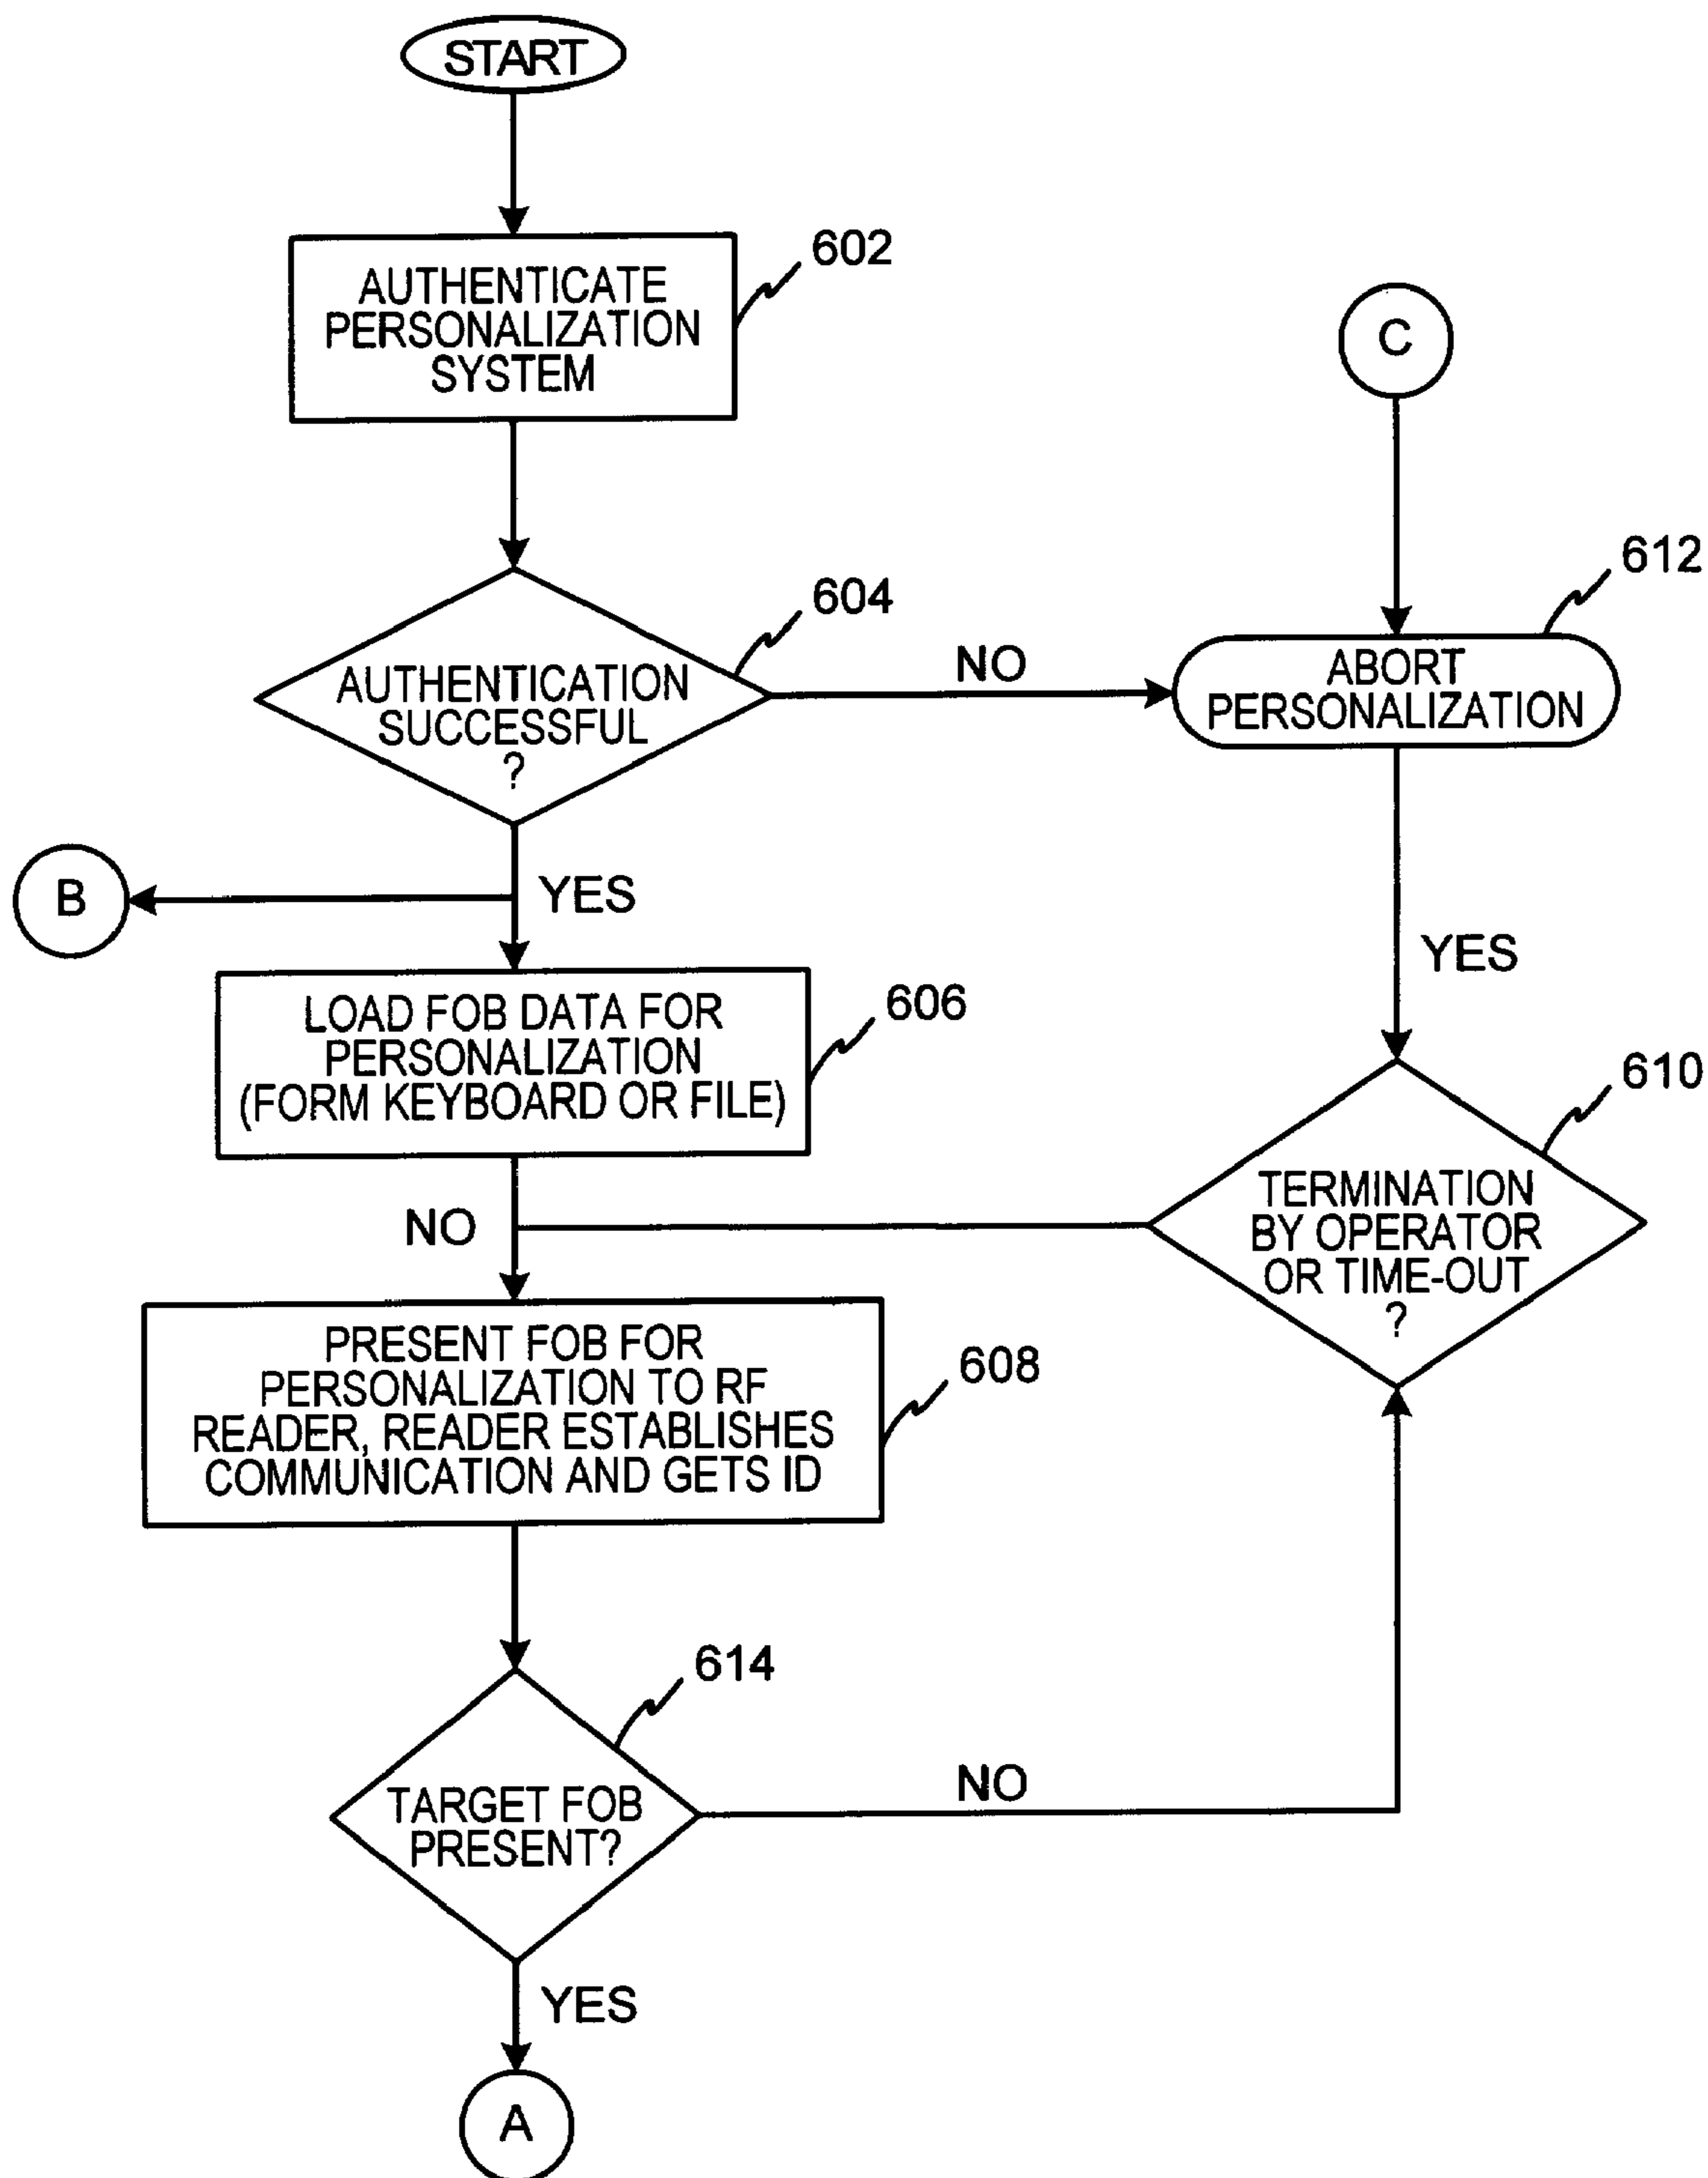 START
AUTHENTICATE
PERSONALIZATION
SYSTEM
602
C
AUTHENTICATION
SUCCESSFUL
?
604
NO
ABORT
PERSONALIZATION
612
B
YES
YES
LOAD FOB DATA FOR
PERSONALIZATION
(FORM KEYBOARD OR FILE)
606
TERMINATION
BY OPERATOR
OR TIME-OUT
?
610
NO
PRESENT FOB FOR
PERSONALIZATION TO RF
READER, READER ESTABLISHES
COMMUNICATION AND GETS ID
608
TARGET FOB
PRESENT?
614
NO
YES
A